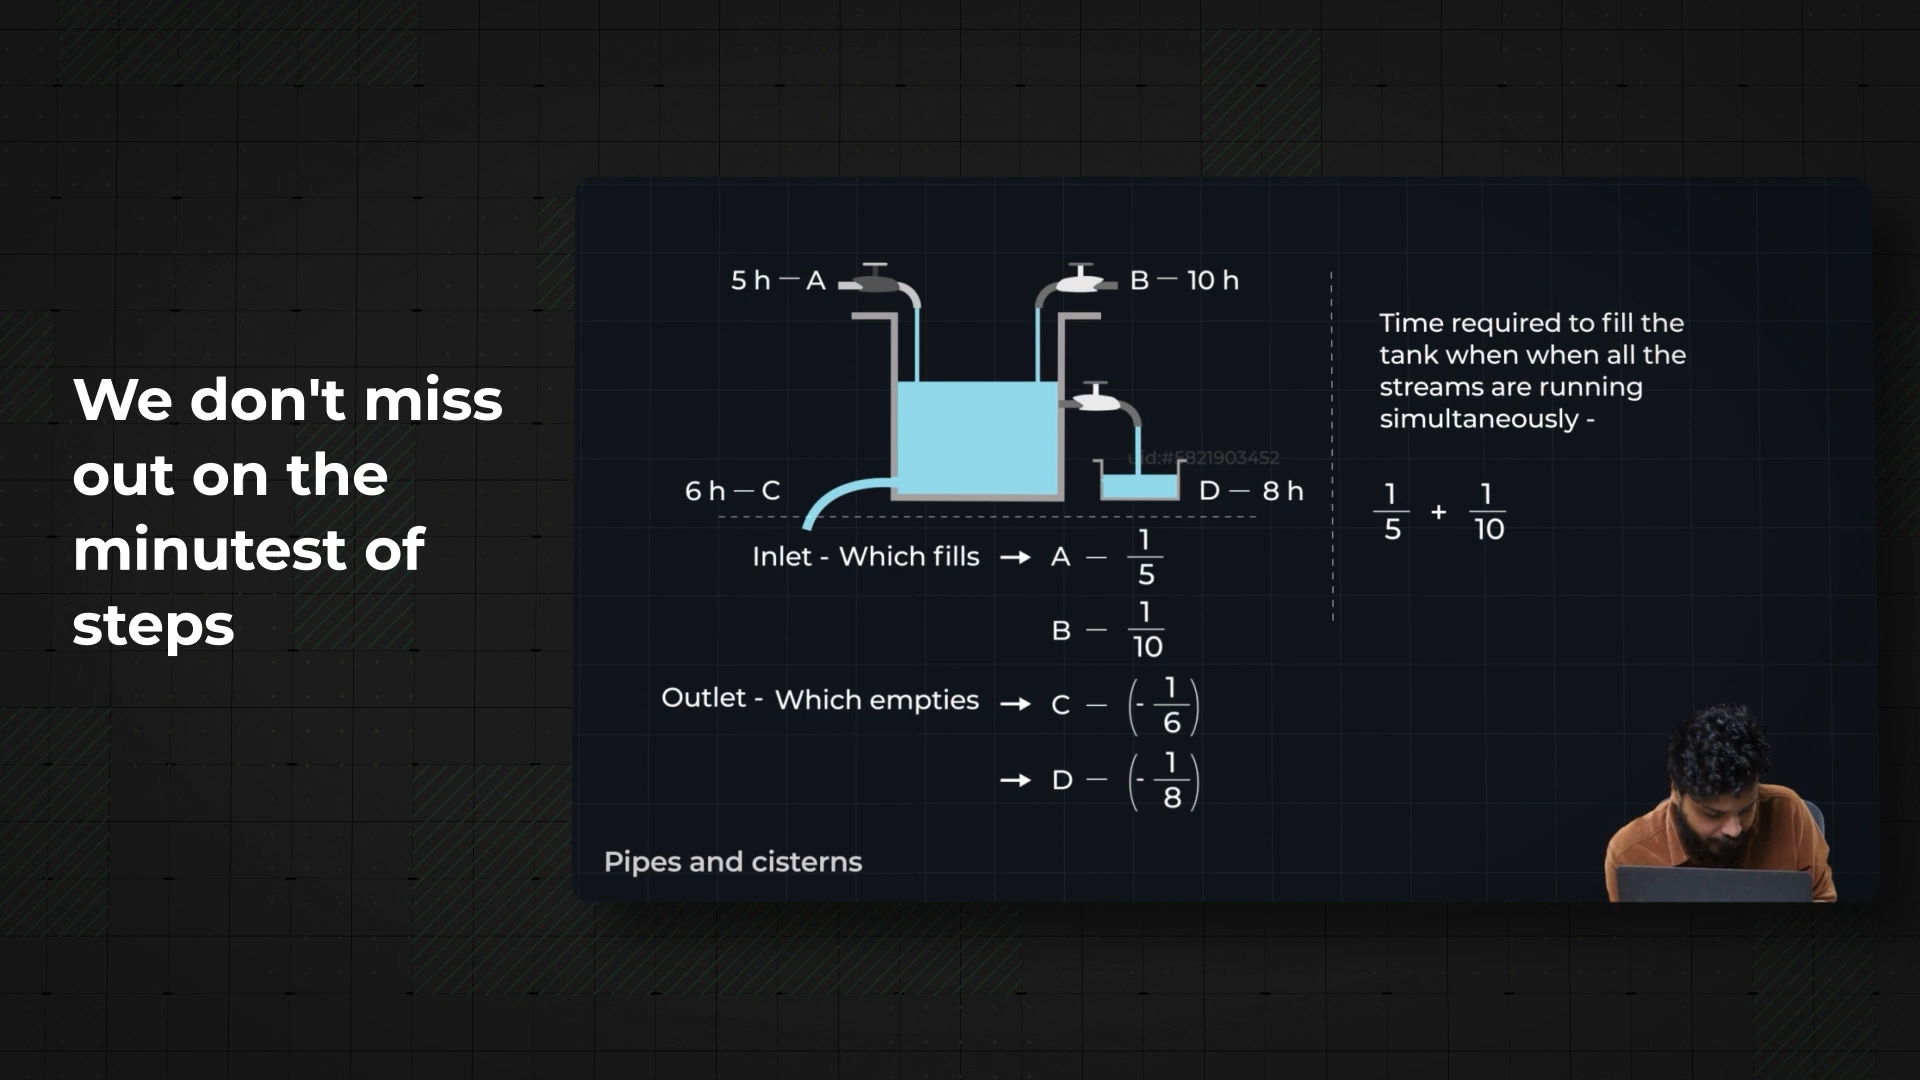 We don't miss
out on the
minutest of
steps
5 h — A
B — 10 h
6 h — C
uid:#5821903452
D — 8 h
Inlet - Which fills → A — 1/5
B — 1/10
Outlet - Which empties → C — (- 1/6)
→ D — (- 1/8)
Time required to fill the
tank when when all the
streams are running
simultaneously -
1/5 + 1/10
Pipes and cisterns